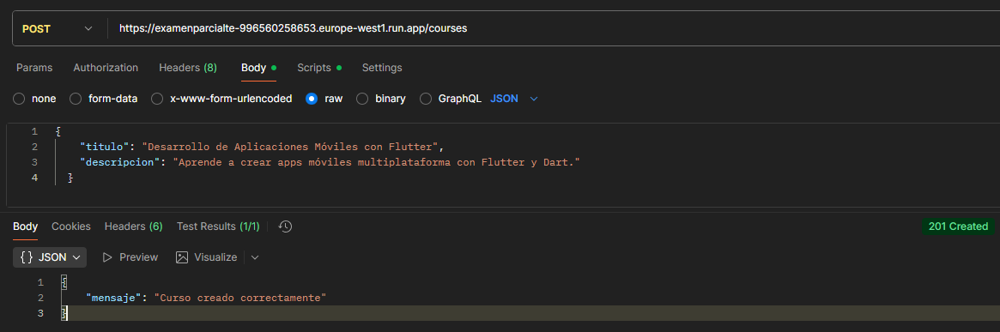 POST https://examenparcialte-996560258653.europe-west1.run.app/courses
Params Authorization Headers (8) Body Scripts Settings
none form-data x-www-form-urlencoded raw binary GraphQL JSON
1 {
2 "titulo": "Desarrollo de Aplicaciones Móviles con Flutter",
3 "descripcion": "Aprende a crear apps móviles multiplataforma con Flutter y Dart."
4 }
Body Cookies Headers (6) Test Results (1/1) 201 Created
{} JSON Preview Visualize
1 {
2 "mensaje": "Curso creado correctamente"
3 }